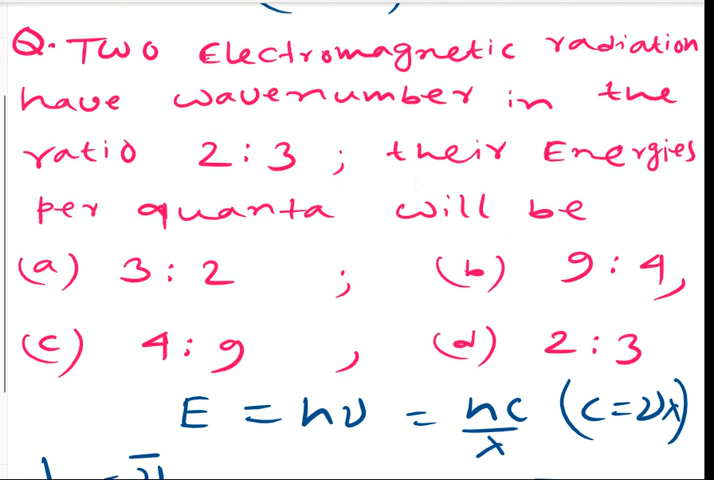 Q. Two Electromagnetic radiation
have wavenumber in the
ratio 2 : 3 ; their Energies
per quanta will be
(a) 3 : 2 ; (b) 9 : 4,
(c) 4 : 9 , (d) 2 : 3
E = hν = hc/λ (c = νλ)